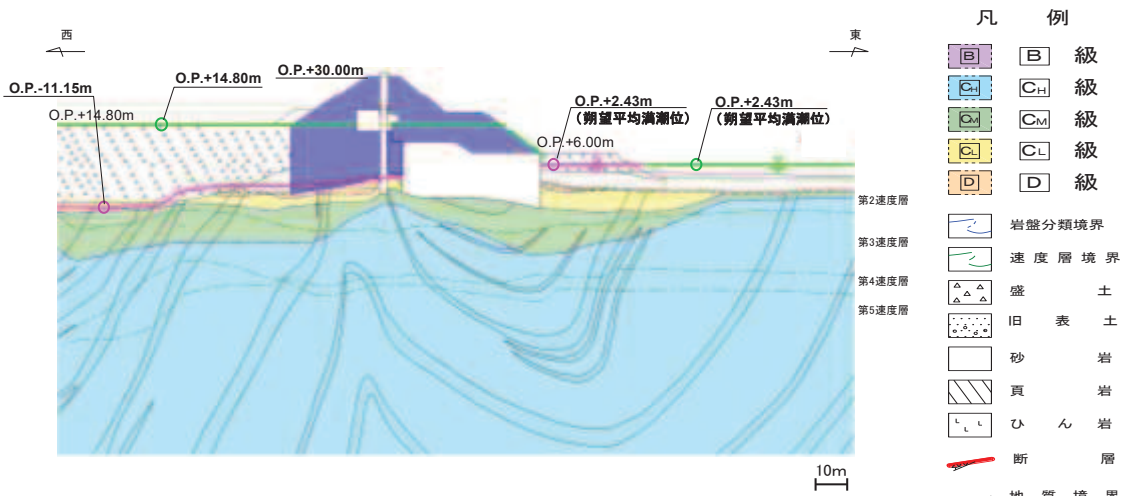 西
東
O.P.-11.15m
O.P.+14.80m
O.P.+14.80m
O.P.+30.00m
O.P.+2.43m
(朔望平均満潮位)
O.P.+2.43m
(朔望平均満潮位)
O.P.+6.00m
第2速度層
第3速度層
第4速度層
第5速度層
10m
凡 例
B B 級
CH CH 級
CM CM 級
CL CL 級
D D 級
岩盤分類境界
速度層境界
盛土
旧表土
砂岩
頁岩
ひん岩
断層
地質境界